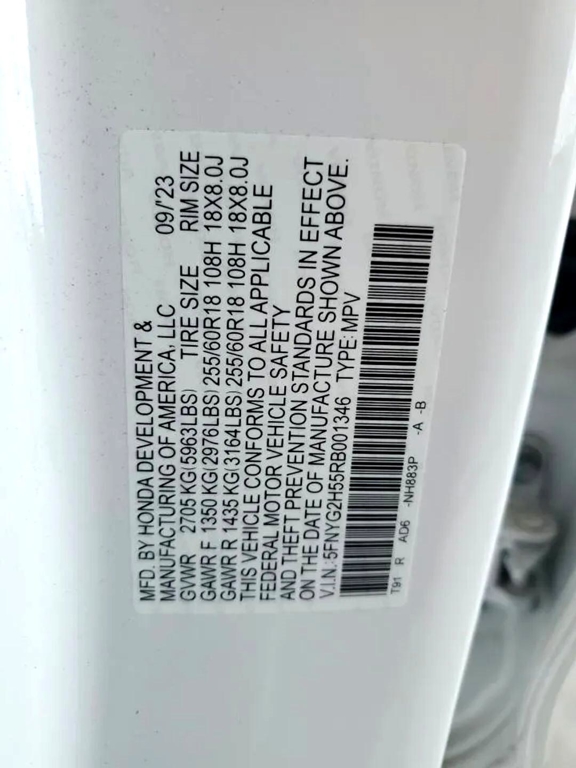 MFD. BY HONDA DEVELOPMENT &
MANUFACTURING OF AMERICA, LLC 09/'23
GVWR 2705 KG(5963LBS) TIRE SIZE RIM SIZE
GAWR F 1350 KG(2976LBS) 255/60R18 108H 18X8.0J
GAWR R 1435 KG(3164LBS) 255/60R18 108H 18X8.0J
THIS VEHICLE CONFORMS TO ALL APPLICABLE
FEDERAL MOTOR VEHICLE SAFETY
AND THEFT PREVENTION STANDARDS IN EFFECT
ON THE DATE OF MANUFACTURE SHOWN ABOVE.
V.I.N.: 5FNYG2H55RB001346 TYPE: MPV
T91 R AD6 -NH883P -A -B